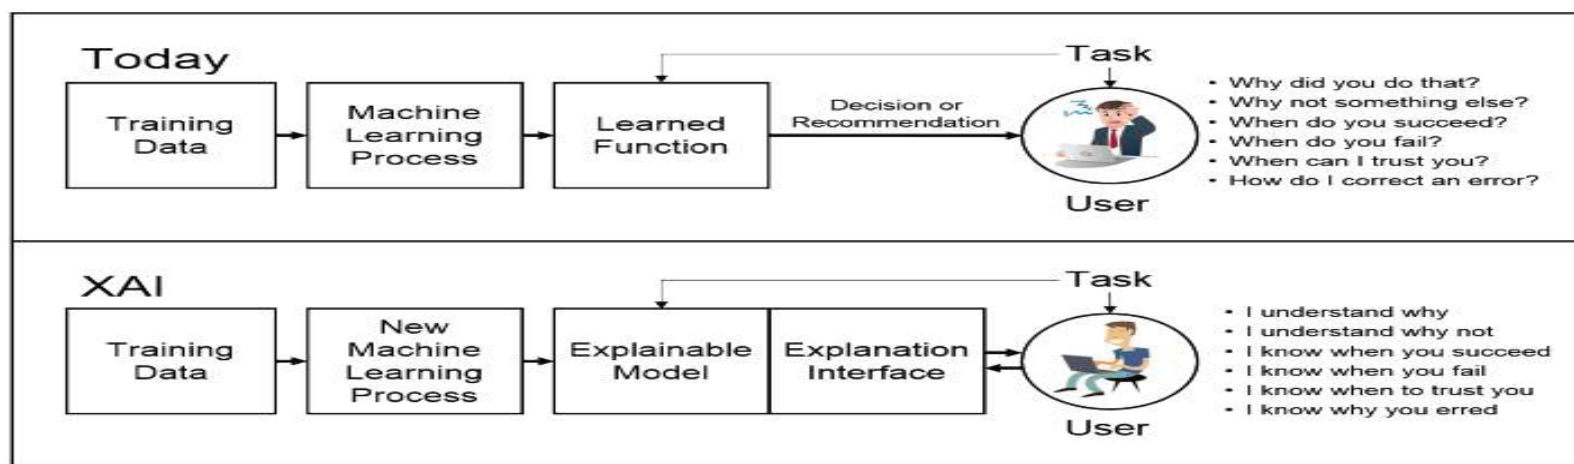 Today
Training
Data
Machine
Learning
Process
Learned
Function
Decision or
Recommendation
Task
User
• Why did you do that?
• Why not something else?
• When do you succeed?
• When do you fail?
• When can I trust you?
• How do I correct an error?
XAI
Training
Data
New
Machine
Learning
Process
Explainable
Model
Explanation
Interface
Task
User
• I understand why
• I understand why not
• I know when you succeed
• I know when you fail
• I know when to trust you
• I know why you erred